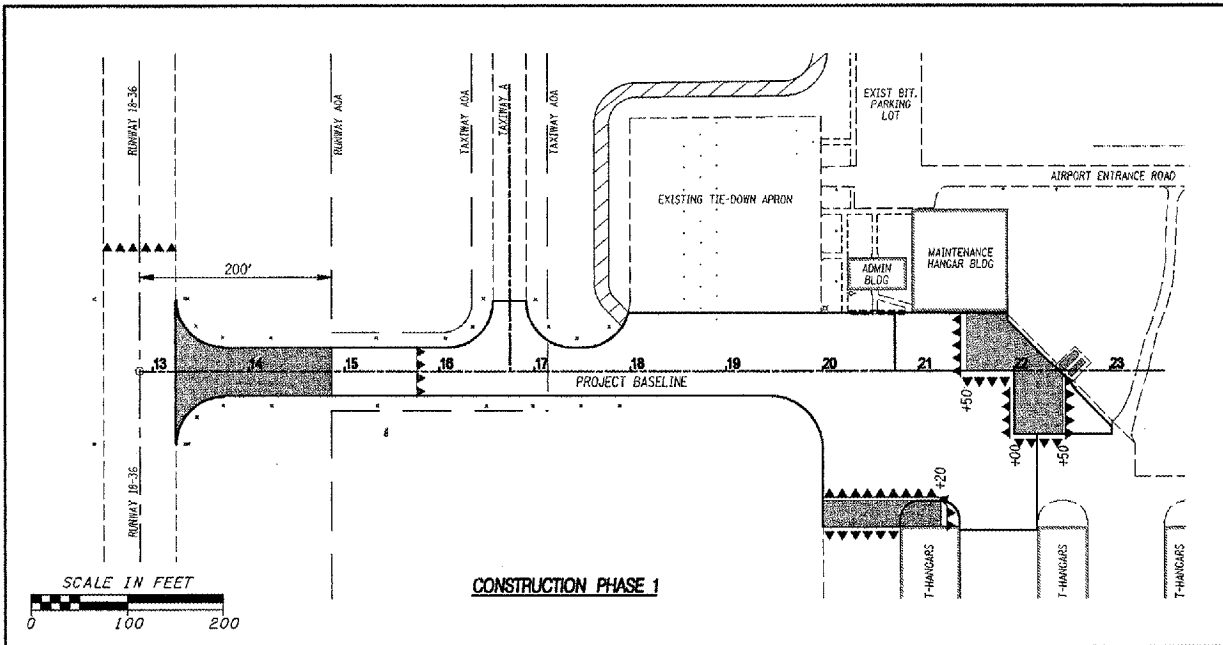 RUNWAY 18-36
RUNWAY AOA
TAXIWAY AOA
TAXIWAY A
TAXIWAY AOA
EXIST BIT.
PARKING
LOT
AIRPORT ENTRANCE ROAD
EXISTING TIE-DOWN APRON
MAINTENANCE
HANGAR BLDG
ADMIN
BLDG
200'
13
14
15
16
17
18
19
20
21
22
23
PROJECT BASELINE
+50
+00
+50
+20
RUNWAY 18-36
T-HANGARS
T-HANGARS
T-HANGARS
SCALE IN FEET
0
100
200
CONSTRUCTION PHASE 1